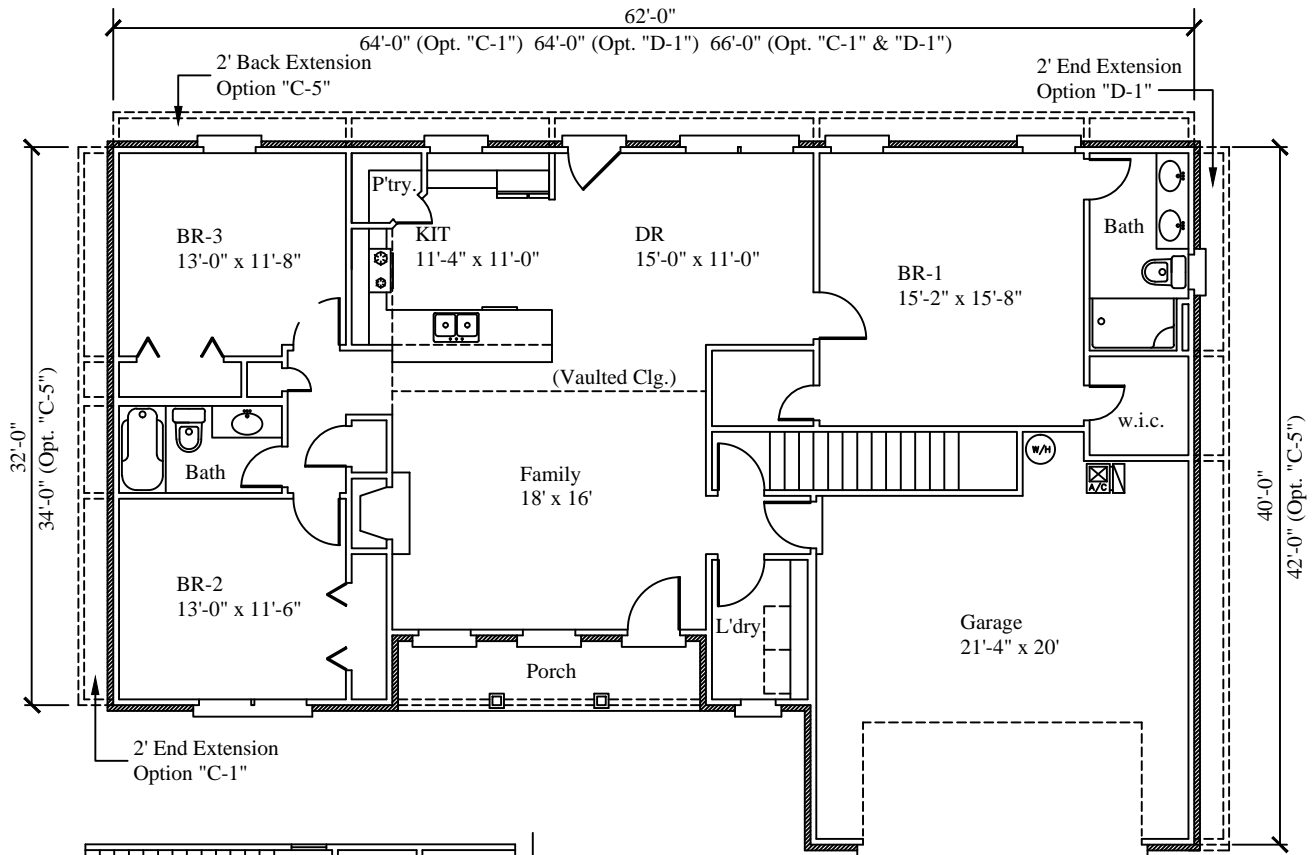 62'-0"
64'-0" (Opt. "C-1")  64'-0" (Opt. "D-1")  66'-0" (Opt. "C-1" & "D-1")
2' Back Extension
Option "C-5"
2' End Extension
Option "D-1"
P'try.
KIT
11'-4" x 11'-0"
DR
15'-0" x 11'-0"
BR-3
13'-0" x 11'-8"
BR-1
15'-2" x 15'-8"
Bath
(Vaulted Clg.)
w.i.c.
32'-0"
34'-0" (Opt. "C-5")
40'-0"
42'-0" (Opt. "C-5")
Bath
Family
18' x 16'
W/H
A/C
BR-2
13'-0" x 11'-6"
L'dry
Garage
21'-4" x 20'
Porch
2' End Extension
Option "C-1"